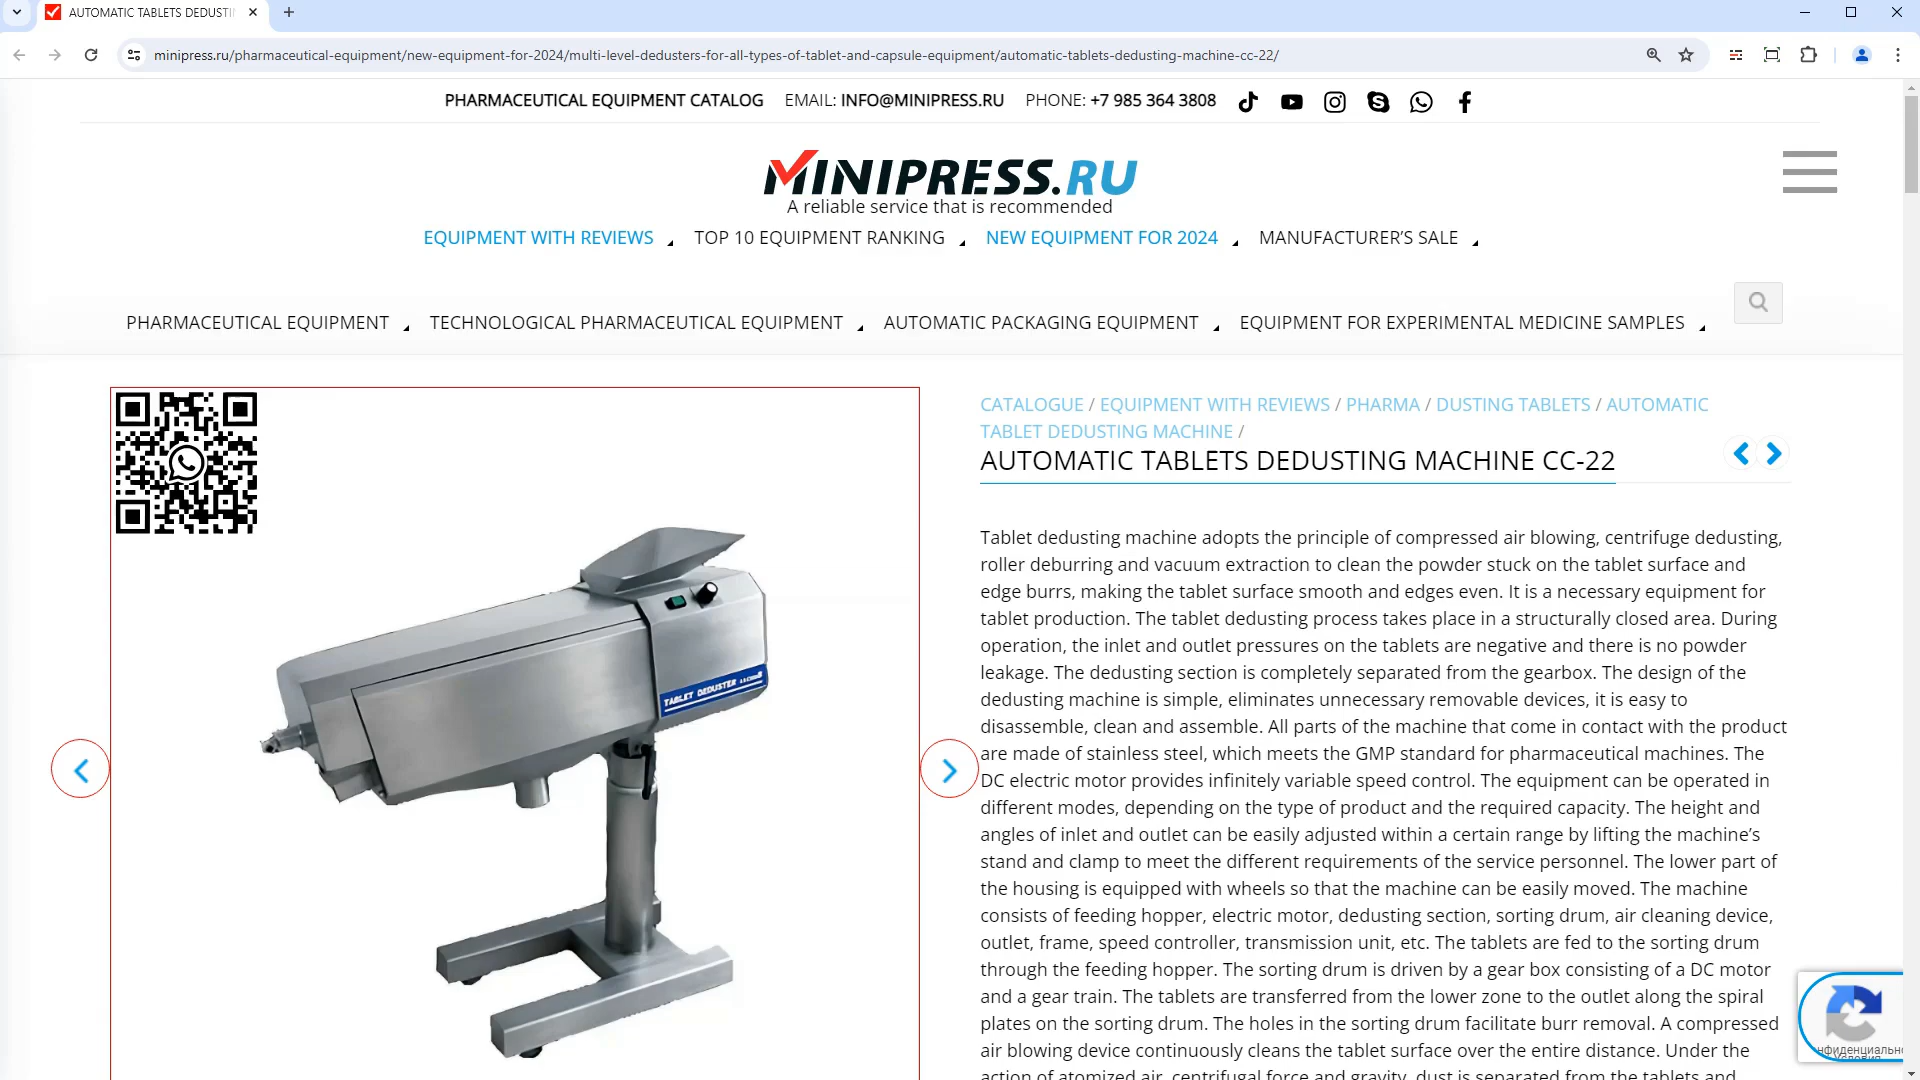 AUTOMATIC TABLETS DEDUSTI
minipress.ru/pharmaceutical-equipment/new-equipment-for-2024/multi-level-dedusters-for-all-types-of-tablet-and-capsule-equipment/automatic-tablets-dedusting-machine-cc-22/
PHARMACEUTICAL EQUIPMENT CATALOG EMAIL: INFO@MINIPRESS.RU PHONE: +7 985 364 3808
MINIPRESS.RU
A reliable service that is recommended
EQUIPMENT WITH REVIEWS TOP 10 EQUIPMENT RANKING NEW EQUIPMENT FOR 2024 MANUFACTURER’S SALE
PHARMACEUTICAL EQUIPMENT TECHNOLOGICAL PHARMACEUTICAL EQUIPMENT AUTOMATIC PACKAGING EQUIPMENT EQUIPMENT FOR EXPERIMENTAL MEDICINE SAMPLES
TABLET DEDUSTER
CATALOGUE / EQUIPMENT WITH REVIEWS / PHARMA / DUSTING TABLETS / AUTOMATIC
TABLET DEDUSTING MACHINE /
AUTOMATIC TABLETS DEDUSTING MACHINE CC-22
Tablet dedusting machine adopts the principle of compressed air blowing, centrifuge dedusting,
roller deburring and vacuum extraction to clean the powder stuck on the tablet surface and
edge burrs, making the tablet surface smooth and edges even. It is a necessary equipment for
tablet production. The tablet dedusting process takes place in a structurally closed area. During
operation, the inlet and outlet pressures on the tablets are negative and there is no powder
leakage. The dedusting section is completely separated from the gearbox. The design of the
dedusting machine is simple, eliminates unnecessary removable devices, it is easy to
disassemble, clean and assemble. All parts of the machine that come in contact with the product
are made of stainless steel, which meets the GMP standard for pharmaceutical machines. The
DC electric motor provides infinitely variable speed control. The equipment can be operated in
different modes, depending on the type of product and the required capacity. The height and
angles of inlet and outlet can be easily adjusted within a certain range by lifting the machine’s
stand and clamp to meet the different requirements of the service personnel. The lower part of
the housing is equipped with wheels so that the machine can be easily moved. The machine
consists of feeding hopper, electric motor, dedusting section, sorting drum, air cleaning device,
outlet, frame, speed controller, transmission unit, etc. The tablets are fed to the sorting drum
through the feeding hopper. The sorting drum is driven by a gear box consisting of a DC motor
and a gear train. The tablets are transferred from the lower zone to the outlet along the spiral
plates on the sorting drum. The holes in the sorting drum facilitate burr removal. A compressed
air blowing device continuously cleans the tablet surface over the entire distance. Under the
action of atomized air, centrifugal force and gravity, dust is separated from the tablets and
нфиденциально
Условия